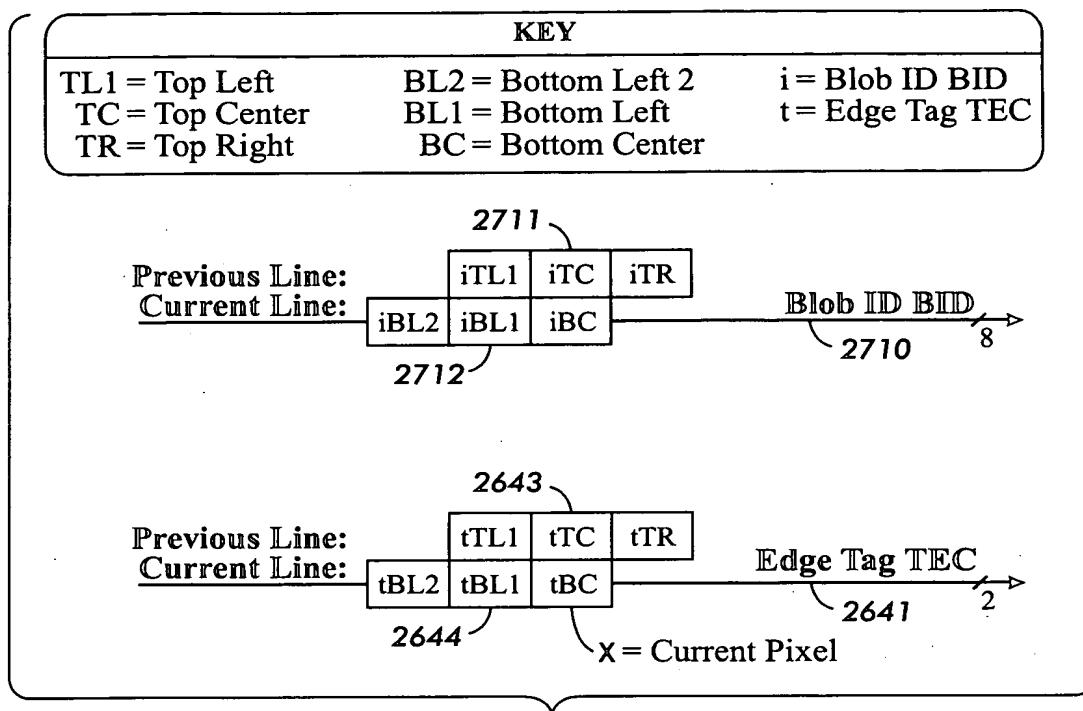 KEY
TL1 = Top Left BL2 = Bottom Left 2 i = Blob ID BID
TC = Top Center BL1 = Bottom Left t = Edge Tag TEC
TR = Top Right BC = Bottom Center
2711
Previous Line: iTL1 iTC iTR
Current Line: iBL2 iBL1 iBC Blob ID BID 8
2712 2710
2643
Previous Line: tTL1 tTC tTR
Current Line: tBL2 tBL1 tBC Edge Tag TEC 2
2644 2641
X = Current Pixel